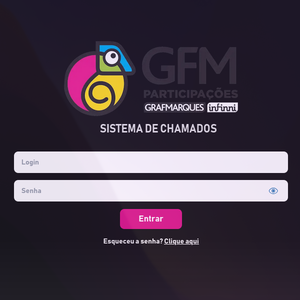 GFM
PARTICIPAÇÕES
GRAFMARQUES infinni
SISTEMA DE CHAMADOS
Login
Senha
Entrar
Esqueceu a senha? Clique aqui